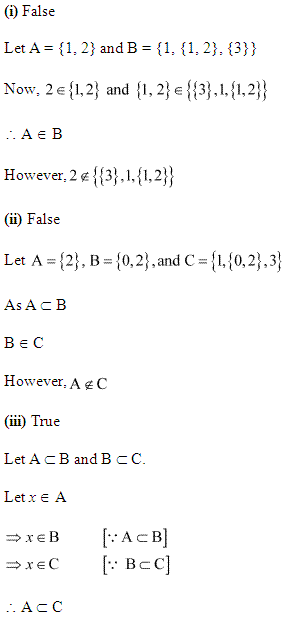 (i) False
Let A = {1, 2} and B = {1, {1, 2}, {3}}
Now, 2 ∈ {1, 2} and {1, 2} ∈ {{3}, 1, {1, 2}}
∴ A ∈ B
However, 2 ∉ {{3}, 1, {1, 2}}
(ii) False
Let A = {2}, B = {0, 2}, and C = {1, {0, 2}, 3}
As A ⊂ B
B ∈ C
However, A ∉ C
(iii) True
Let A ⊂ B and B ⊂ C.
Let x ∈ A
⇒ x ∈ B [∵ A ⊂ B]
⇒ x ∈ C [∵ B ⊂ C]
∴ A ⊂ C